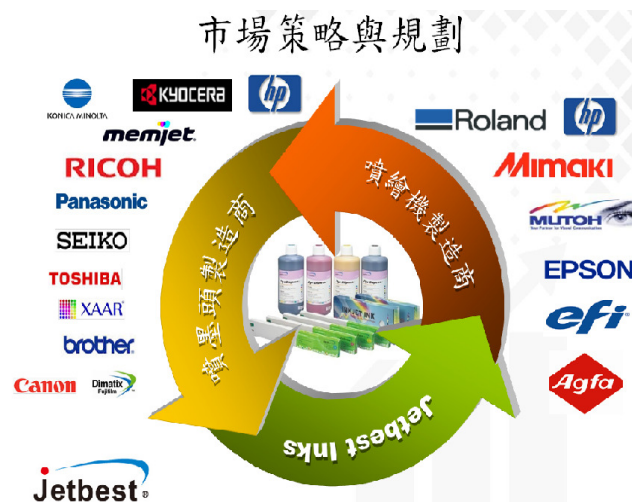 市場策略與規劃
KONICA MINOLTA
KYOCERA
hp
Roland
hp
memjet
RICOH
Mimaki
Panasonic
MUTOH
SEIKO
EPSON
TOSHIBA
XAAR
efi
brother
Canon
Dimatix
Fujifilm
Agfa
噴墨頭製造商
噴繪機製造商
INKJET INK
Jetbest Inks
Jetbest®